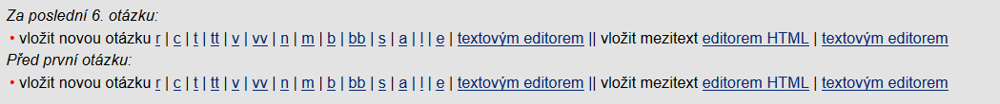 Za poslední 6. otázku:
• vložit novou otázku r | c | t | tt | v | vv | n | m | b | bb | s | a | l | e | textovým editorem || vložit mezitext editorem HTML | textovým editorem
Před první otázku:
• vložit novou otázku r | c | t | tt | v | vv | n | m | b | bb | s | a | l | e | textovým editorem || vložit mezitext editorem HTML | textovým editorem